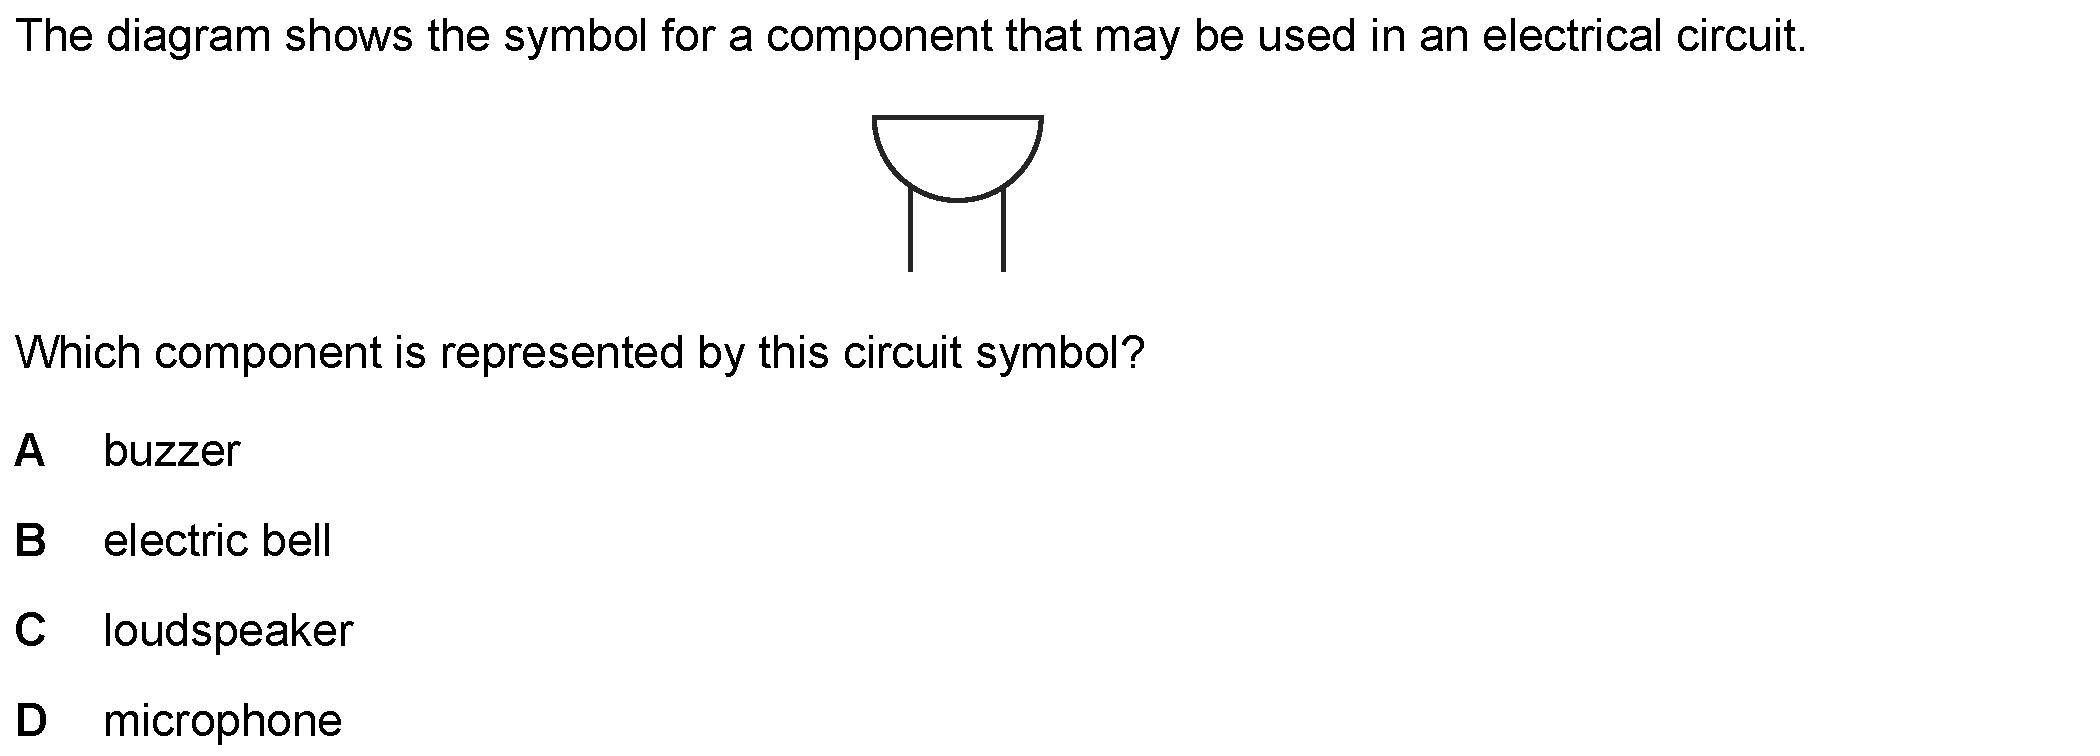 The diagram shows the symbol for a component that may be used in an electrical circuit.
Which component is represented by this circuit symbol?
A buzzer
B electric bell
C loudspeaker
D microphone